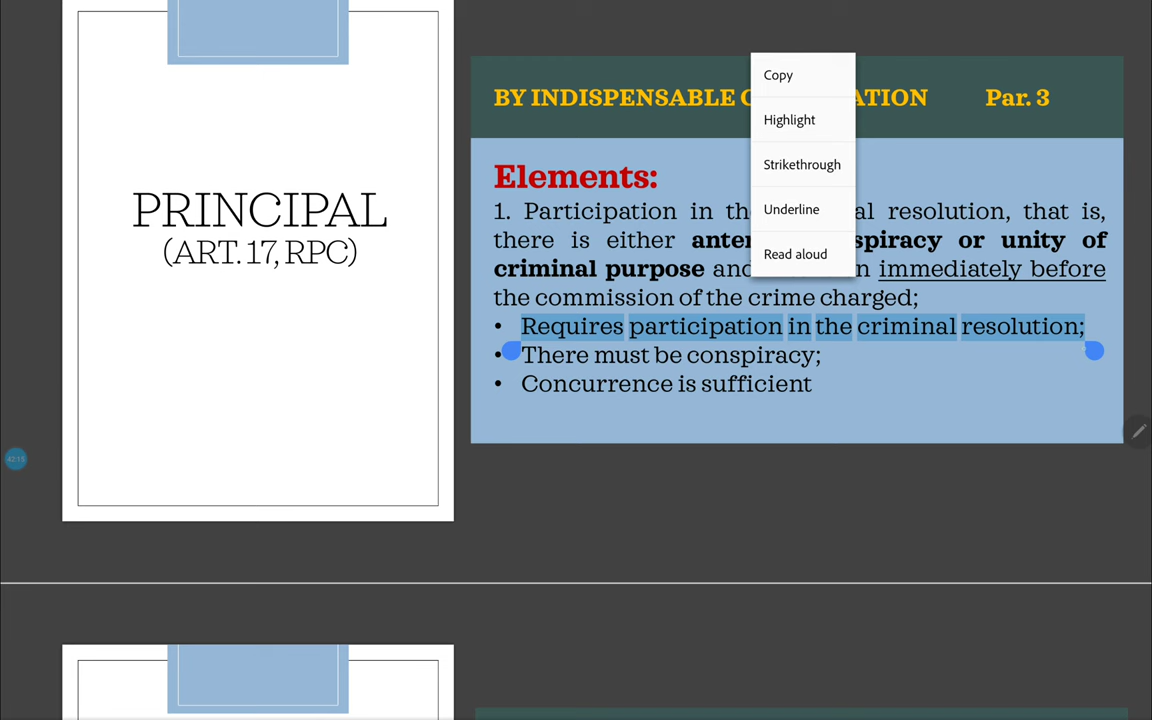 PRINCIPAL
(ART. 17, RPC)
BY INDISPENSABLE C ATION Par. 3
Elements:
1. Participation in th al resolution, that is,
there is either anter spiracy or unity of
criminal purpose and n immediately before
the commission of the crime charged;
• Requires participation in the criminal resolution;
• There must be conspiracy;
• Concurrence is sufficient
Copy
Highlight
Strikethrough
Underline
Read aloud
42:13